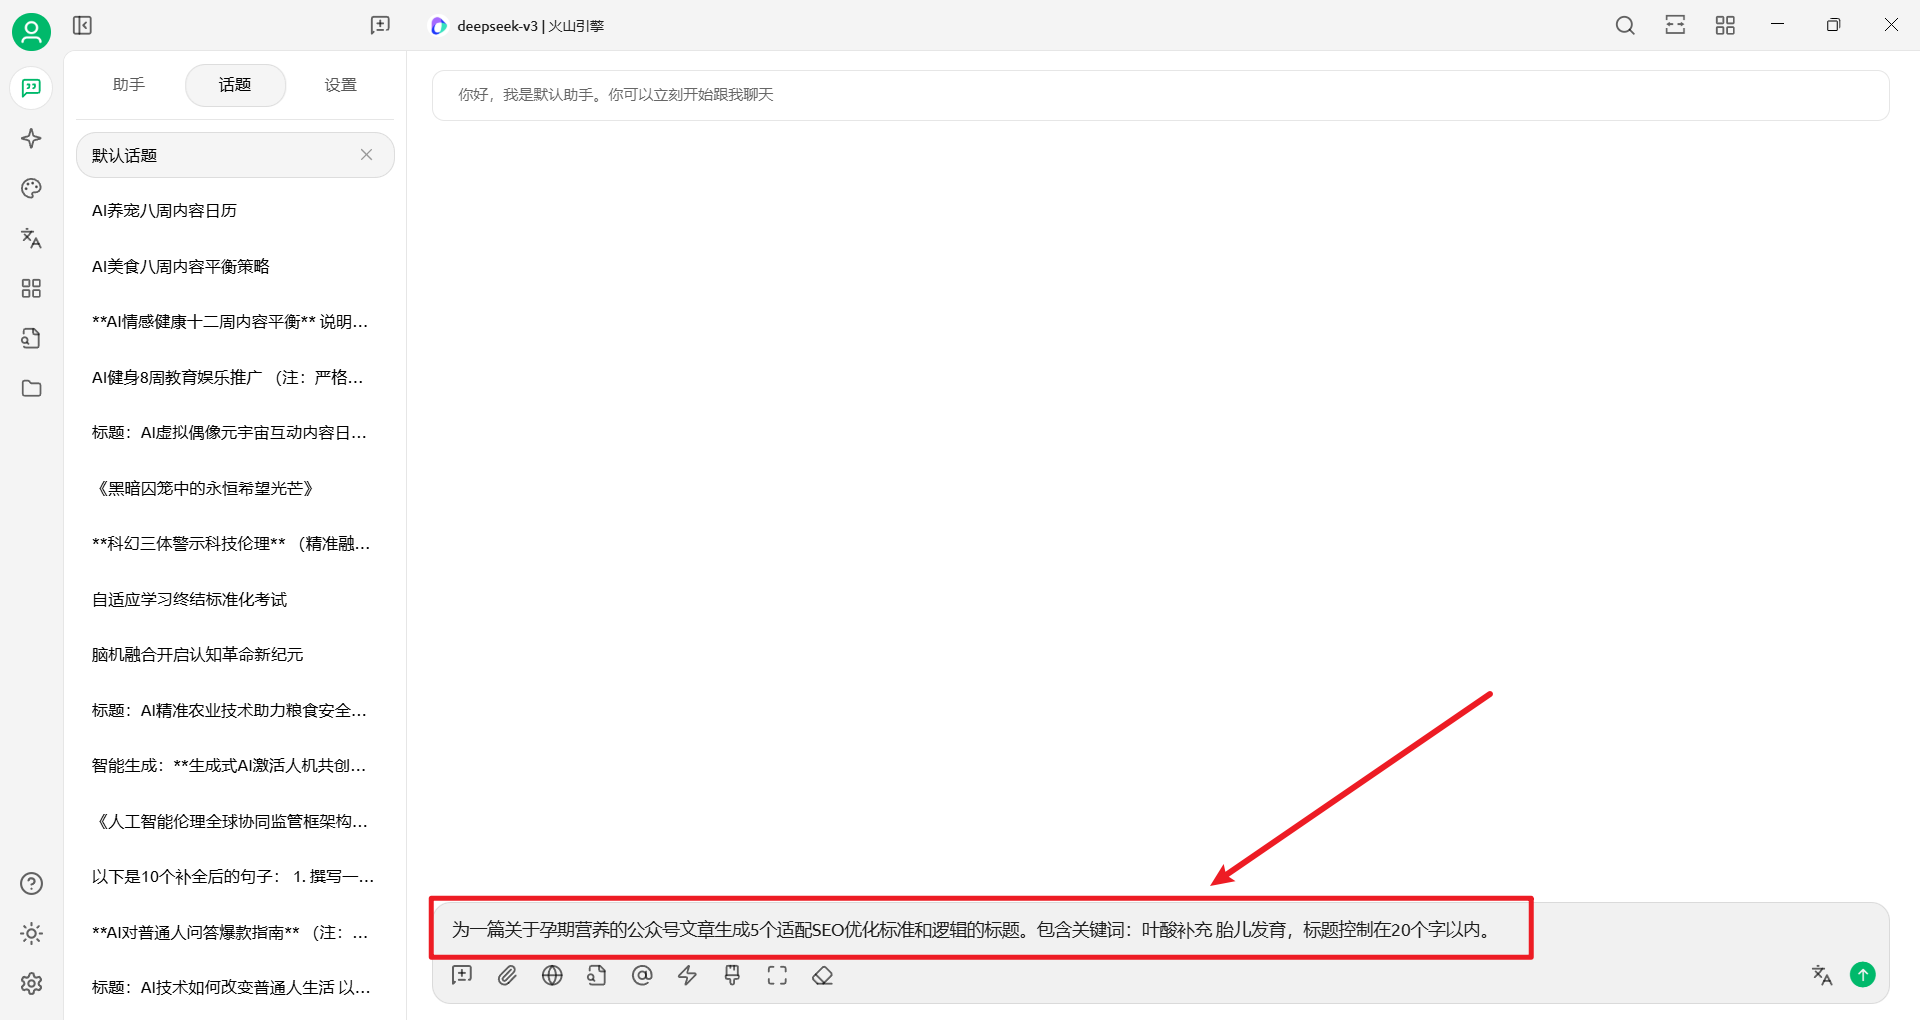 deepseek-v3 | 火山引擎
助手
话题
设置
默认话题
AI养宠八周内容日历
AI美食八周内容平衡策略
**AI情感健康十二周内容平衡** 说明...
AI健身8周教育娱乐推广 （注：严格...
标题：AI虚拟偶像元宇宙互动内容日...
《黑暗囚笼中的永恒希望光芒》
**科幻三体警示科技伦理** （精准融...
自适应学习终结标准化考试
脑机融合开启认知革命新纪元
标题：AI精准农业技术助力粮食安全...
智能生成：**生成式AI激活人机共创...
《人工智能伦理全球协同监管框架构...
以下是10个补全后的句子： 1. 撰写一...
**AI对普通人问答爆款指南** （注：...
标题：AI技术如何改变普通人生活 以...
你好，我是默认助手。你可以立刻开始跟我聊天
为一篇关于孕期营养的公众号文章生成5个适配SEO优化标准和逻辑的标题。包含关键词：叶酸补充 胎儿发育，标题控制在20个字以内。